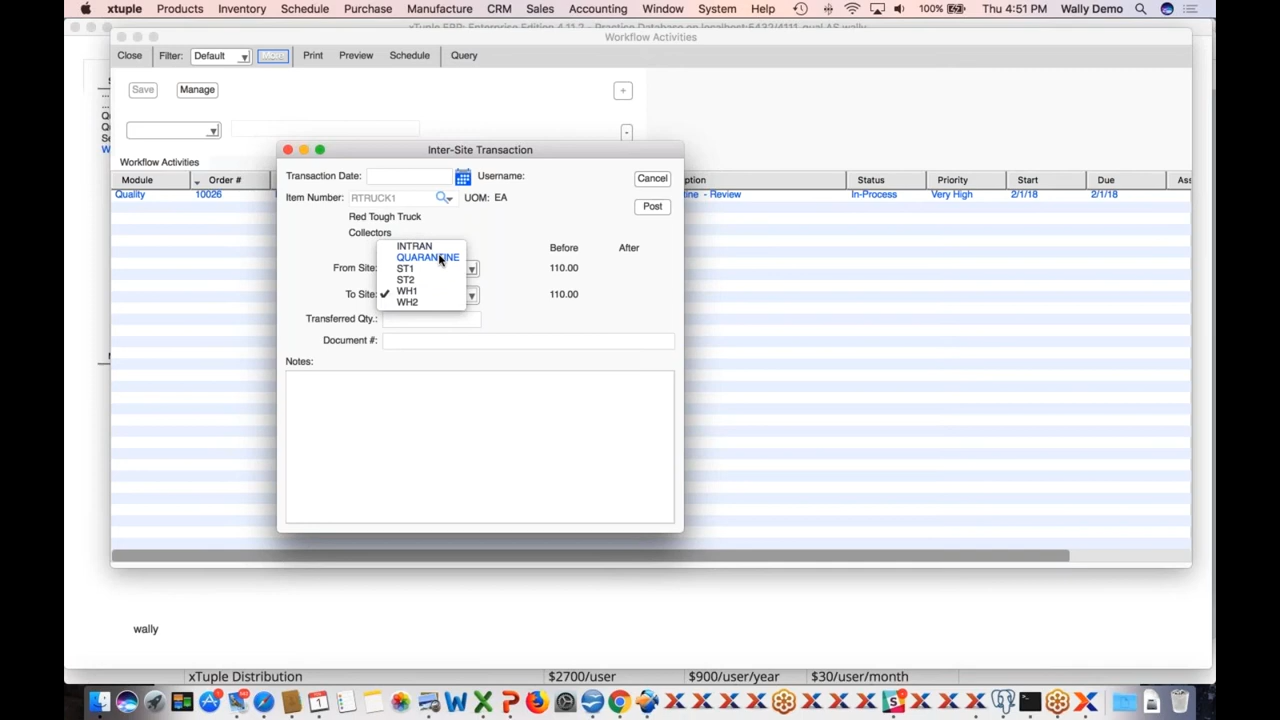 xtuple Products Inventory Schedule Purchase Manufacture CRM Sales Accounting Window System Help 100% Thu 4:51 PM Wally Demo
Workflow Activities
Close Filter: Default Print Preview Schedule Query
Save Manage +
-
Workflow Activities
Module Order # ption Status Priority Start Due Ass
Quality 10026 ine - Review In-Process Very High 2/1/18 2/1/18
Inter-Site Transaction
Transaction Date: Username: Cancel
Item Number: RTRUCK1 UOM: EA
Post
Red Tough Truck
Collectors
Before After
From Site: 110.00
To Site: 110.00
INTRAN
QUARANTINE
ST1
ST2
WH1
WH2
Transferred Qty.:
Document #:
Notes:
wally
xTuple Distribution $2700/user $900/user/year $30/user/month